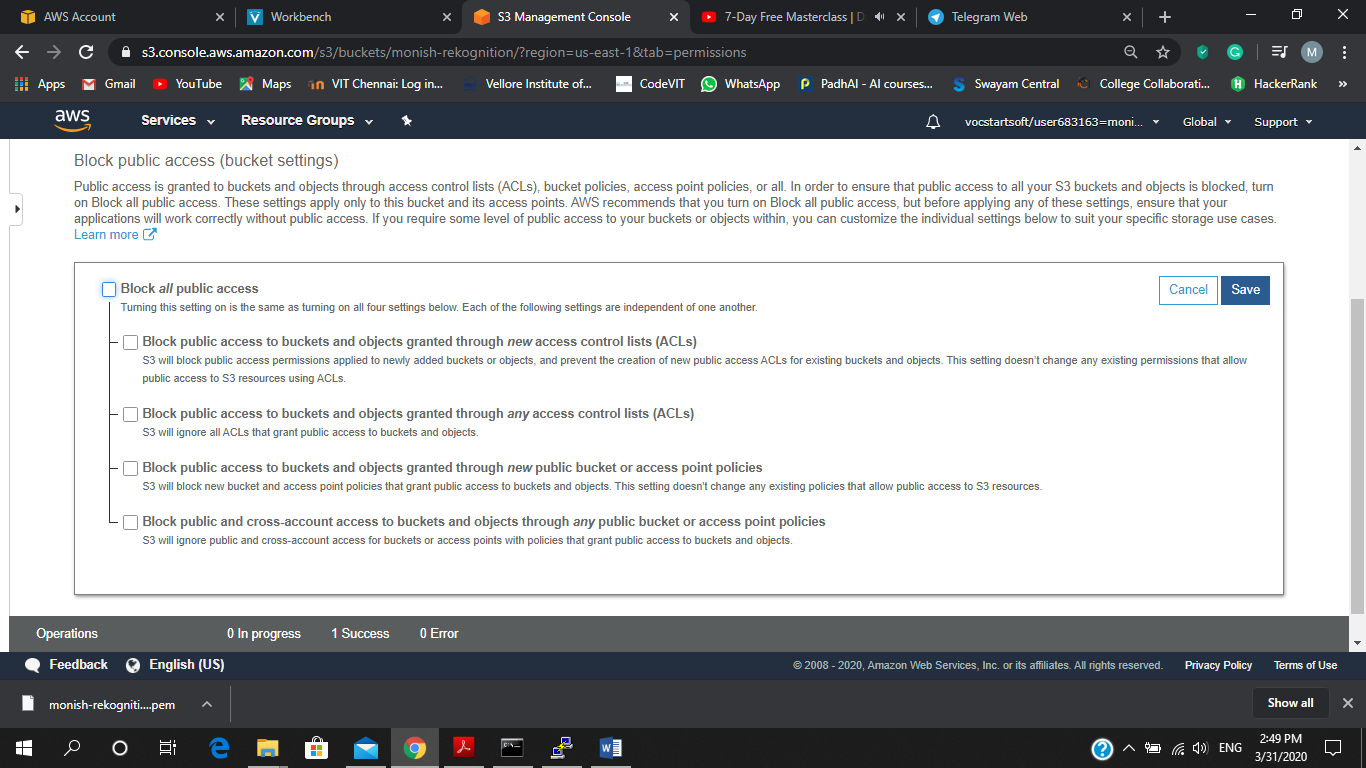 AWS Account
Workbench
S3 Management Console
7-Day Free Masterclass | D
Telegram Web
s3.console.aws.amazon.com/s3/buckets/monish-rekognition/?region=us-east-1&tab=permissions
M
Apps
Gmail
YouTube
Maps
VIT Chennai: Log in...
Vellore Institute of...
CodeVIT
WhatsApp
PadhAI - AI courses...
Swayam Central
College Collaborati...
HackerRank
»
aws
Services
Resource Groups
vocstartsoft/user683163=moni...
Global
Support
Block public access (bucket settings)
Public access is granted to buckets and objects through access control lists (ACLs), bucket policies, access point policies, or all. In order to ensure that public access to all your S3 buckets and objects is blocked, turn
on Block all public access. These settings apply only to this bucket and its access points. AWS recommends that you turn on Block all public access, but before applying any of these settings, ensure that your
applications will work correctly without public access. If you require some level of public access to your buckets or objects within, you can customize the individual settings below to suit your specific storage use cases.
Learn more
Block all public access
Cancel
Save
Turning this setting on is the same as turning on all four settings below. Each of the following settings are independent of one another.
Block public access to buckets and objects granted through new access control lists (ACLs)
S3 will block public access permissions applied to newly added buckets or objects, and prevent the creation of new public access ACLs for existing buckets and objects. This setting doesn't change any existing permissions that allow
public access to S3 resources using ACLs.
Block public access to buckets and objects granted through any access control lists (ACLs)
S3 will ignore all ACLs that grant public access to buckets and objects.
Block public access to buckets and objects granted through new public bucket or access point policies
S3 will block new bucket and access point policies that grant public access to buckets and objects. This setting doesn't change any existing policies that allow public access to S3 resources.
Block public and cross-account access to buckets and objects through any public bucket or access point policies
S3 will ignore public and cross-account access for buckets or access points with policies that grant public access to buckets and objects.
Operations
0 In progress
1 Success
0 Error
Feedback
English (US)
© 2008 - 2020, Amazon Web Services, Inc. or its affiliates. All rights reserved.
Privacy Policy
Terms of Use
monish-rekogniti....pem
Show all
ENG
2:49 PM
3/31/2020